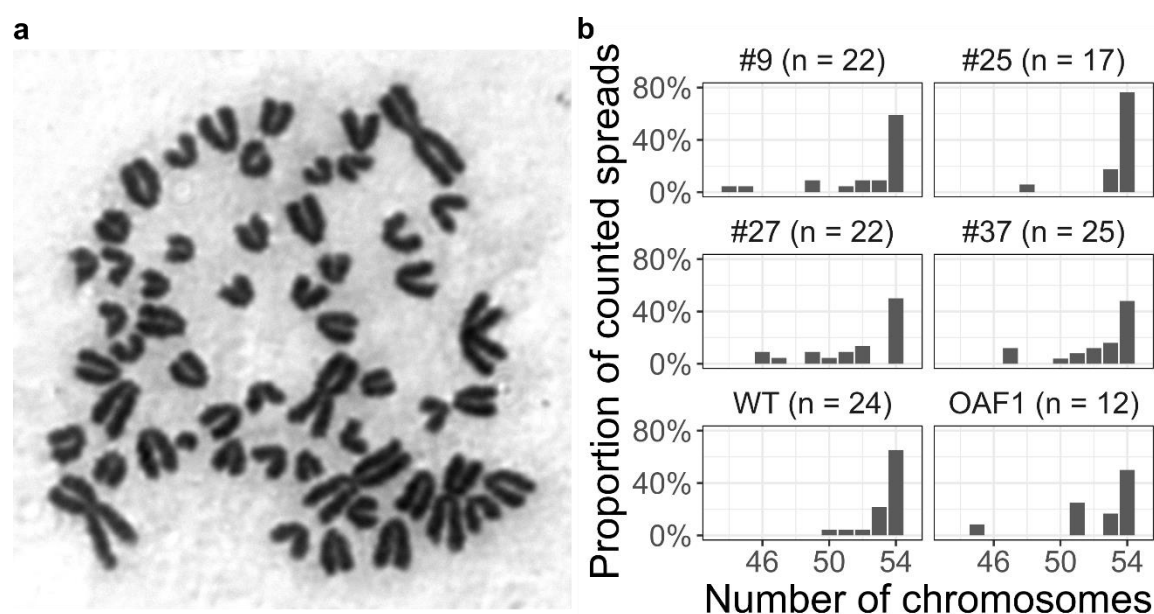 a
b
Proportion of counted spreads
#9 (n = 22)
#25 (n = 17)
80%
40%
0%
#27 (n = 22)
#37 (n = 25)
80%
40%
0%
WT (n = 24)
OAF1 (n = 12)
80%
40%
0%
46 50 54
46 50 54
Number of chromosomes